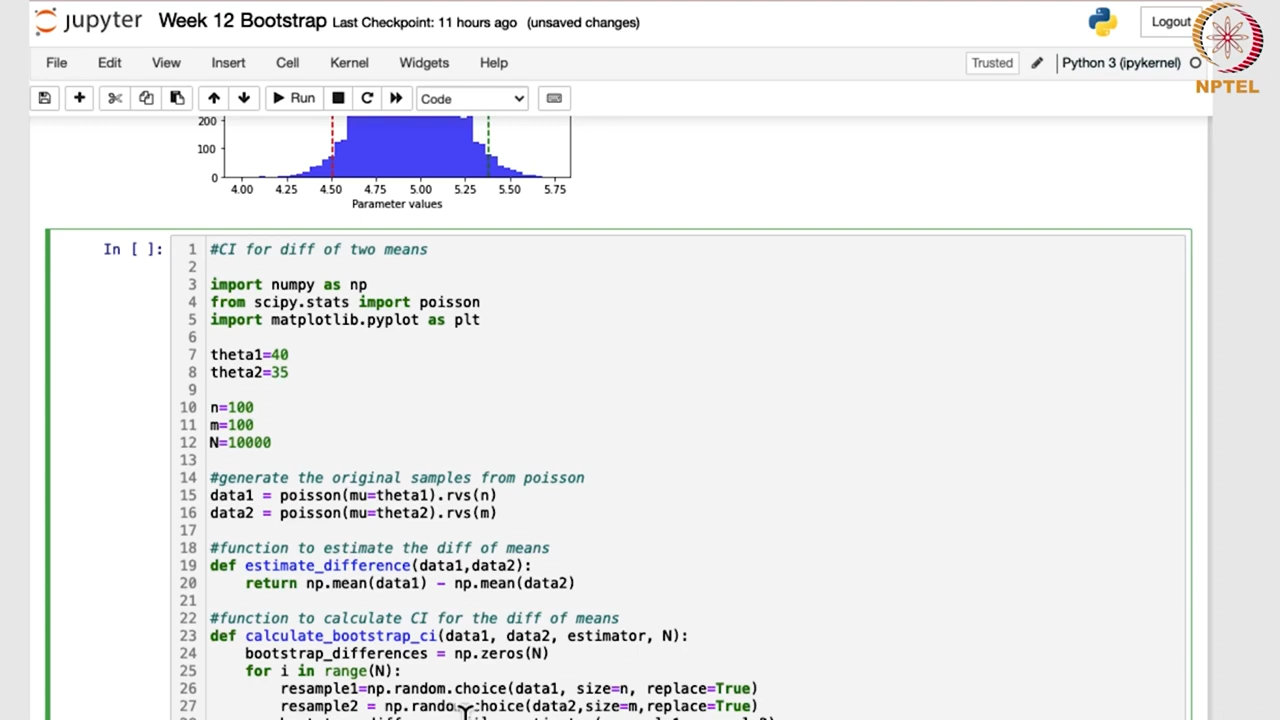 jupyter Week 12 Bootstrap Last Checkpoint: 11 hours ago (unsaved changes)
Logout
NPTEL
File Edit View Insert Cell Kernel Widgets Help
Trusted Python 3 (ipykernel)
Run Code
200
100
0
4.00 4.25 4.50 4.75 5.00 5.25 5.50 5.75
Parameter values
In [ ]:
1 #CI for diff of two means
2
3 import numpy as np
4 from scipy.stats import poisson
5 import matplotlib.pyplot as plt
6
7 theta1=40
8 theta2=35
9
10 n=100
11 m=100
12 N=10000
13
14 #generate the original samples from poisson
15 data1 = poisson(mu=theta1).rvs(n)
16 data2 = poisson(mu=theta2).rvs(m)
17
18 #function to estimate the diff of means
19 def estimate_difference(data1,data2):
20 return np.mean(data1) - np.mean(data2)
21
22 #function to calculate CI for the diff of means
23 def calculate_bootstrap_ci(data1, data2, estimator, N):
24 bootstrap_differences = np.zeros(N)
25 for i in range(N):
26 resample1=np.random.choice(data1, size=n, replace=True)
27 resample2 = np.random.choice(data2,size=m,replace=True)